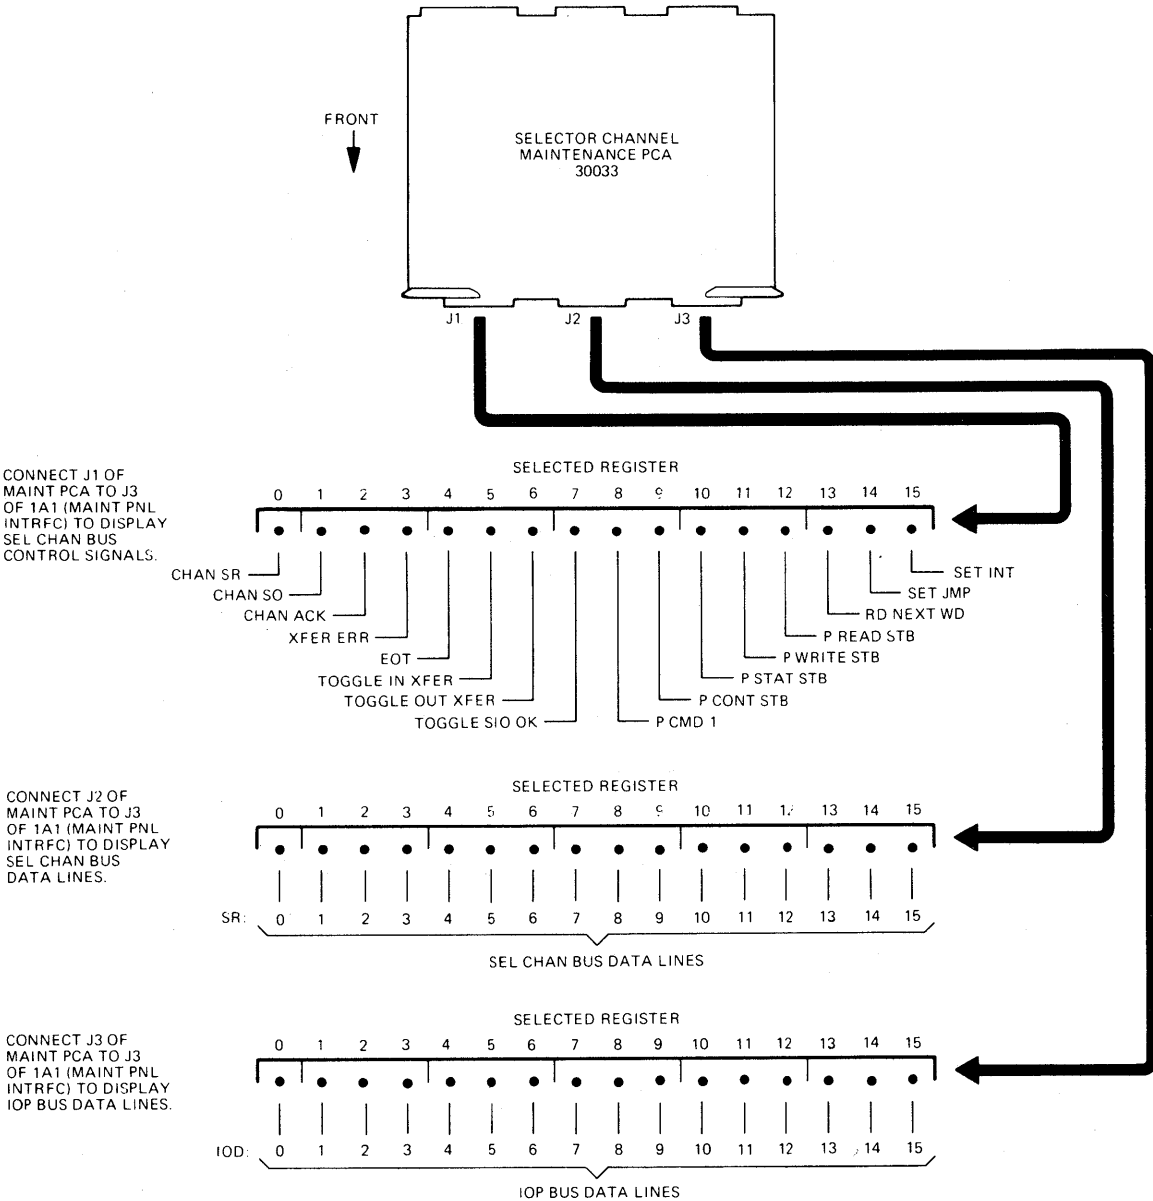 FRONT
SELECTOR CHANNEL
MAINTENANCE PCA
30033
J1 J2 J3
CONNECT J1 OF
MAINT PCA TO J3
OF 1A1 (MAINT PNL
INTRFC) TO DISPLAY
SEL CHAN BUS
CONTROL SIGNALS.
SELECTED REGISTER
0 1 2 3 4 5 6 7 8 9 10 11 12 13 14 15
CHAN SR
CHAN SO
CHAN ACK
XFER ERR
EOT
TOGGLE IN XFER
TOGGLE OUT XFER
TOGGLE SIO OK
SET INT
SET JMP
RD NEXT WD
P READ STB
P WRITE STB
P STAT STB
P CONT STB
P CMD 1
CONNECT J2 OF
MAINT PCA TO J3
OF 1A1 (MAINT PNL
INTRFC) TO DISPLAY
SEL CHAN BUS
DATA LINES.
SELECTED REGISTER
0 1 2 3 4 5 6 7 8 9 10 11 12 13 14 15
SR: 0 1 2 3 4 5 6 7 8 9 10 11 12 13 14 15
SEL CHAN BUS DATA LINES
CONNECT J3 OF
MAINT PCA TO J3
OF 1A1 (MAINT PNL
INTRFC) TO DISPLAY
IOP BUS DATA LINES.
SELECTED REGISTER
0 1 2 3 4 5 6 7 8 9 10 11 12 13 14 15
IOD: 0 1 2 3 4 5 6 7 8 9 10 11 12 13 14 15
IOP BUS DATA LINES